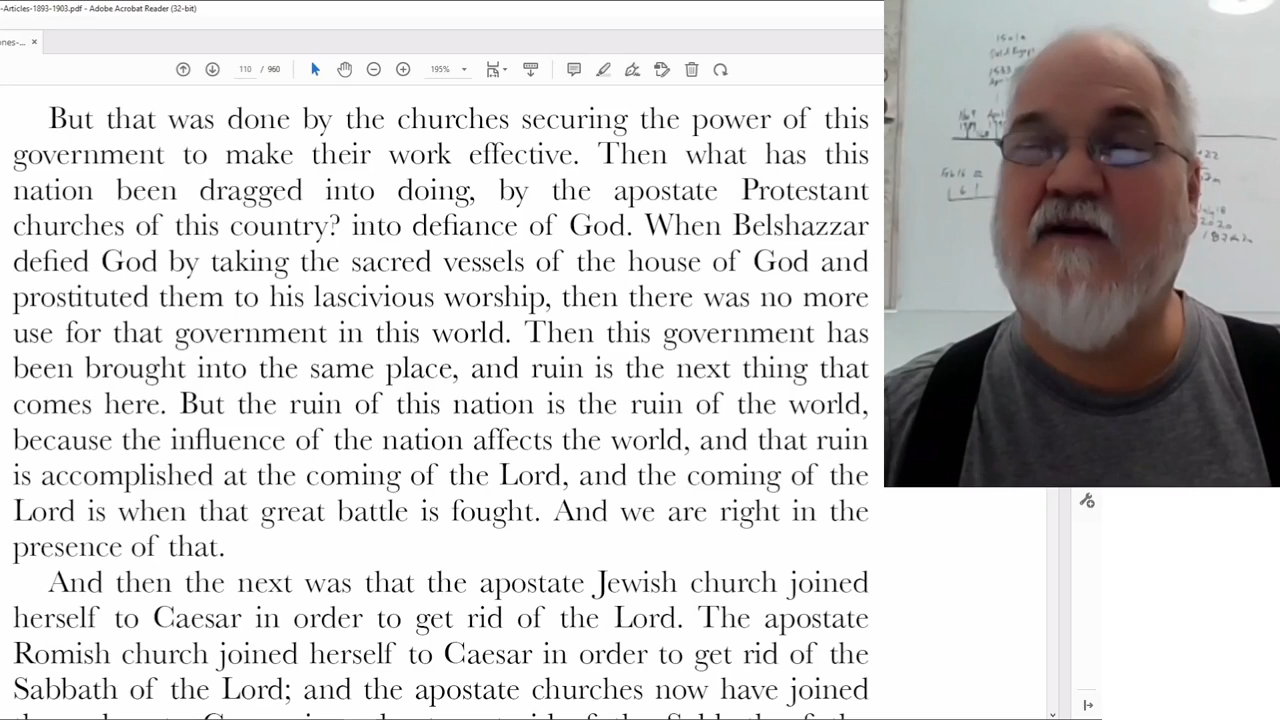 -Articles-1893-1903.pdf - Adobe Acrobat Reader (32-bit)
ones-... ×
110 / 960 195%
But that was done by the churches securing the power of this
government to make their work effective. Then what has this
nation been dragged into doing, by the apostate Protestant
churches of this country? into defiance of God. When Belshazzar
defied God by taking the sacred vessels of the house of God and
prostituted them to his lascivious worship, then there was no more
use for that government in this world. Then this government has
been brought into the same place, and ruin is the next thing that
comes here. But the ruin of this nation is the ruin of the world,
because the influence of the nation affects the world, and that ruin
is accomplished at the coming of the Lord, and the coming of the
Lord is when that great battle is fought. And we are right in the
presence of that.
And then the next was that the apostate Jewish church joined
herself to Caesar in order to get rid of the Lord. The apostate
Romish church joined herself to Caesar in order to get rid of the
Sabbath of the Lord; and the apostate churches now have joined